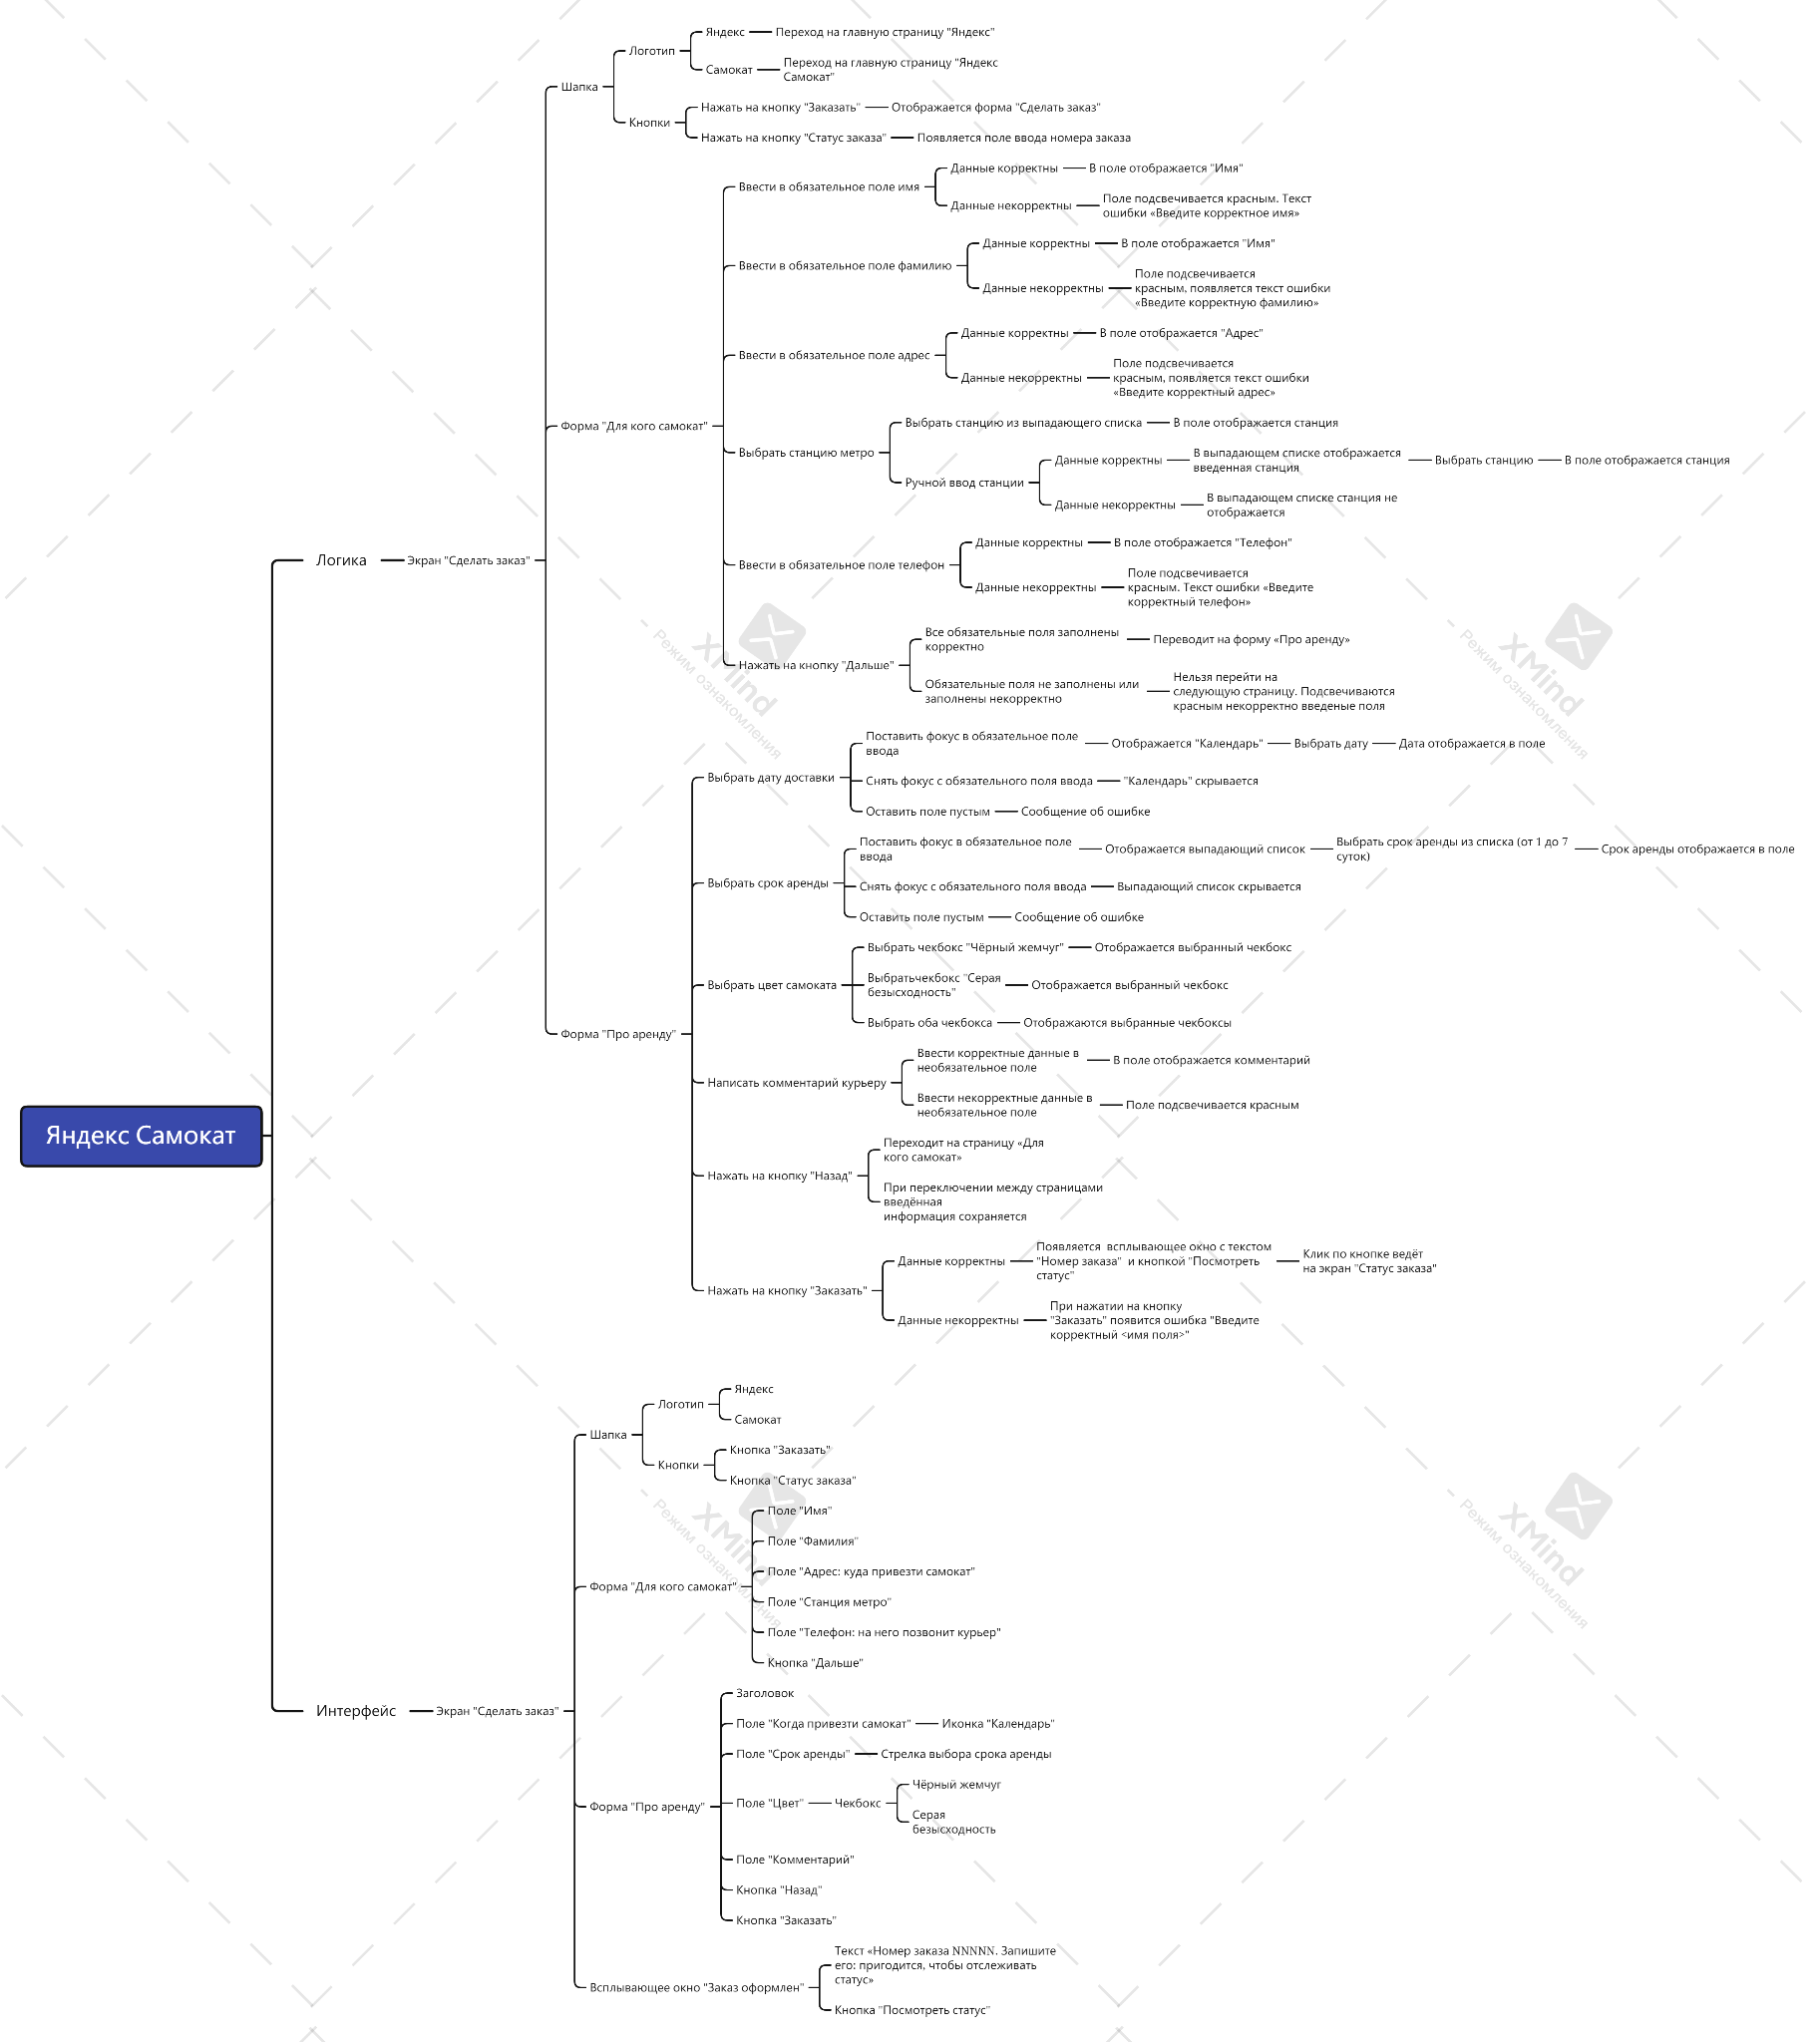 Яндекс Самокат
Логика
Экран "Сделать заказ"
Шапка
Логотип
Яндекс
Переход на главную страницу "Яндекс"
Самокат
Переход на главную страницу "Яндекс
Самокат"
Кнопки
Нажать на кнопку "Заказать"
Отображается форма "Сделать заказ"
Нажать на кнопку "Статус заказа"
Появляется поле ввода номера заказа
Форма "Для кого самокат"
Ввести в обязательное поле имя
Данные корректны
В поле отображается "Имя"
Данные некорректны
Поле подсвечивается красным. Текст
ошибки «Введите корректное имя»
Ввести в обязательное поле фамилию
Данные корректны
В поле отображается "Имя"
Данные некорректны
Поле подсвечивается
красным, появляется текст ошибки
«Введите корректную фамилию»
Ввести в обязательное поле адрес
Данные корректны
В поле отображается "Адрес"
Данные некорректны
Поле подсвечивается
красным, появляется текст ошибки
«Введите корректный адрес»
Выбрать станцию метро
Выбрать станцию из выпадающего списка
В поле отображается станция
Ручной ввод станции
Данные корректны
В выпадающем списке отображается
введенная станция
Выбрать станцию
В поле отображается станция
Данные некорректны
В выпадающем списке станция не
отображается
Ввести в обязательное поле телефон
Данные корректны
В поле отображается "Телефон"
Данные некорректны
Поле подсвечивается
красным. Текст ошибки «Введите
корректный телефон»
Нажать на кнопку "Дальше"
Все обязательные поля заполнены
корректно
Переводит на форму «Про аренду»
Обязательные поля не заполнены или
заполнены некорректно
Нельзя перейти на
следующую страницу. Подсвечиваются
красным некорректно введеные поля
Форма "Про аренду"
Выбрать дату доставки
Поставить фокус в обязательное поле
ввода
Отображается "Календарь"
Выбрать дату
Дата отображается в поле
Снять фокус с обязательного поля ввода
"Календарь" скрывается
Оставить поле пустым
Сообщение об ошибке
Выбрать срок аренды
Поставить фокус в обязательное поле
ввода
Отображается выпадающий список
Выбрать срок аренды из списка (от 1 до 7
суток)
Срок аренды отображается в поле
Снять фокус с обязательного поля ввода
Выпадающий список скрывается
Оставить поле пустым
Сообщение об ошибке
Выбрать цвет самоката
Выбрать чекбокс "Чёрный жемчуг"
Отображается выбранный чекбокс
Выбратьчекбокс "Серая
безысходность"
Отображается выбранный чекбокс
Выбрать оба чекбокса
Отображаются выбранные чекбоксы
Написать комментарий курьеру
Ввести корректные данные в
необязательное поле
В поле отображается комментарий
Ввести некорректные данные в
необязательное поле
Поле подсвечивается красным
Нажать на кнопку "Назад"
Переходит на страницу «Для
кого самокат»
При переключении между страницами
введённая
информация сохраняется
Нажать на кнопку "Заказать"
Данные корректны
Появляется всплывающее окно с текстом
"Номер заказа" и кнопкой "Посмотреть
статус"
Клик по кнопке ведёт
на экран "Статус заказа"
Данные некорректны
При нажатии на кнопку
"Заказать" появится ошибка "Введите
корректный <имя поля>"
Интерфейс
Экран "Сделать заказ"
Шапка
Логотип
Яндекс
Самокат
Кнопки
Кнопка "Заказать"
Кнопка "Статус заказа"
Форма "Для кого самокат"
Поле "Имя"
Поле "Фамилия"
Поле "Адрес: куда привезти самокат"
Поле "Станция метро"
Поле "Телефон: на него позвонит курьер"
Кнопка "Дальше"
Форма "Про аренду"
Заголовок
Поле "Когда привезти самокат"
Иконка "Календарь"
Поле "Срок аренды"
Стрелка выбора срока аренды
Поле "Цвет"
Чекбокс
Чёрный жемчуг
Серая
безысходность
Поле "Комментарий"
Кнопка "Назад"
Кнопка "Заказать"
Всплывающее окно "Заказ оформлен"
Текст «Номер заказа NNNNN. Запишите
его: пригодится, чтобы отслеживать
статус»
Кнопка "Посмотреть статус"
XMind
- Режим ознакомления
XMind
- Режим ознакомления
XMind
- Режим ознакомления
XMind
- Режим ознакомления